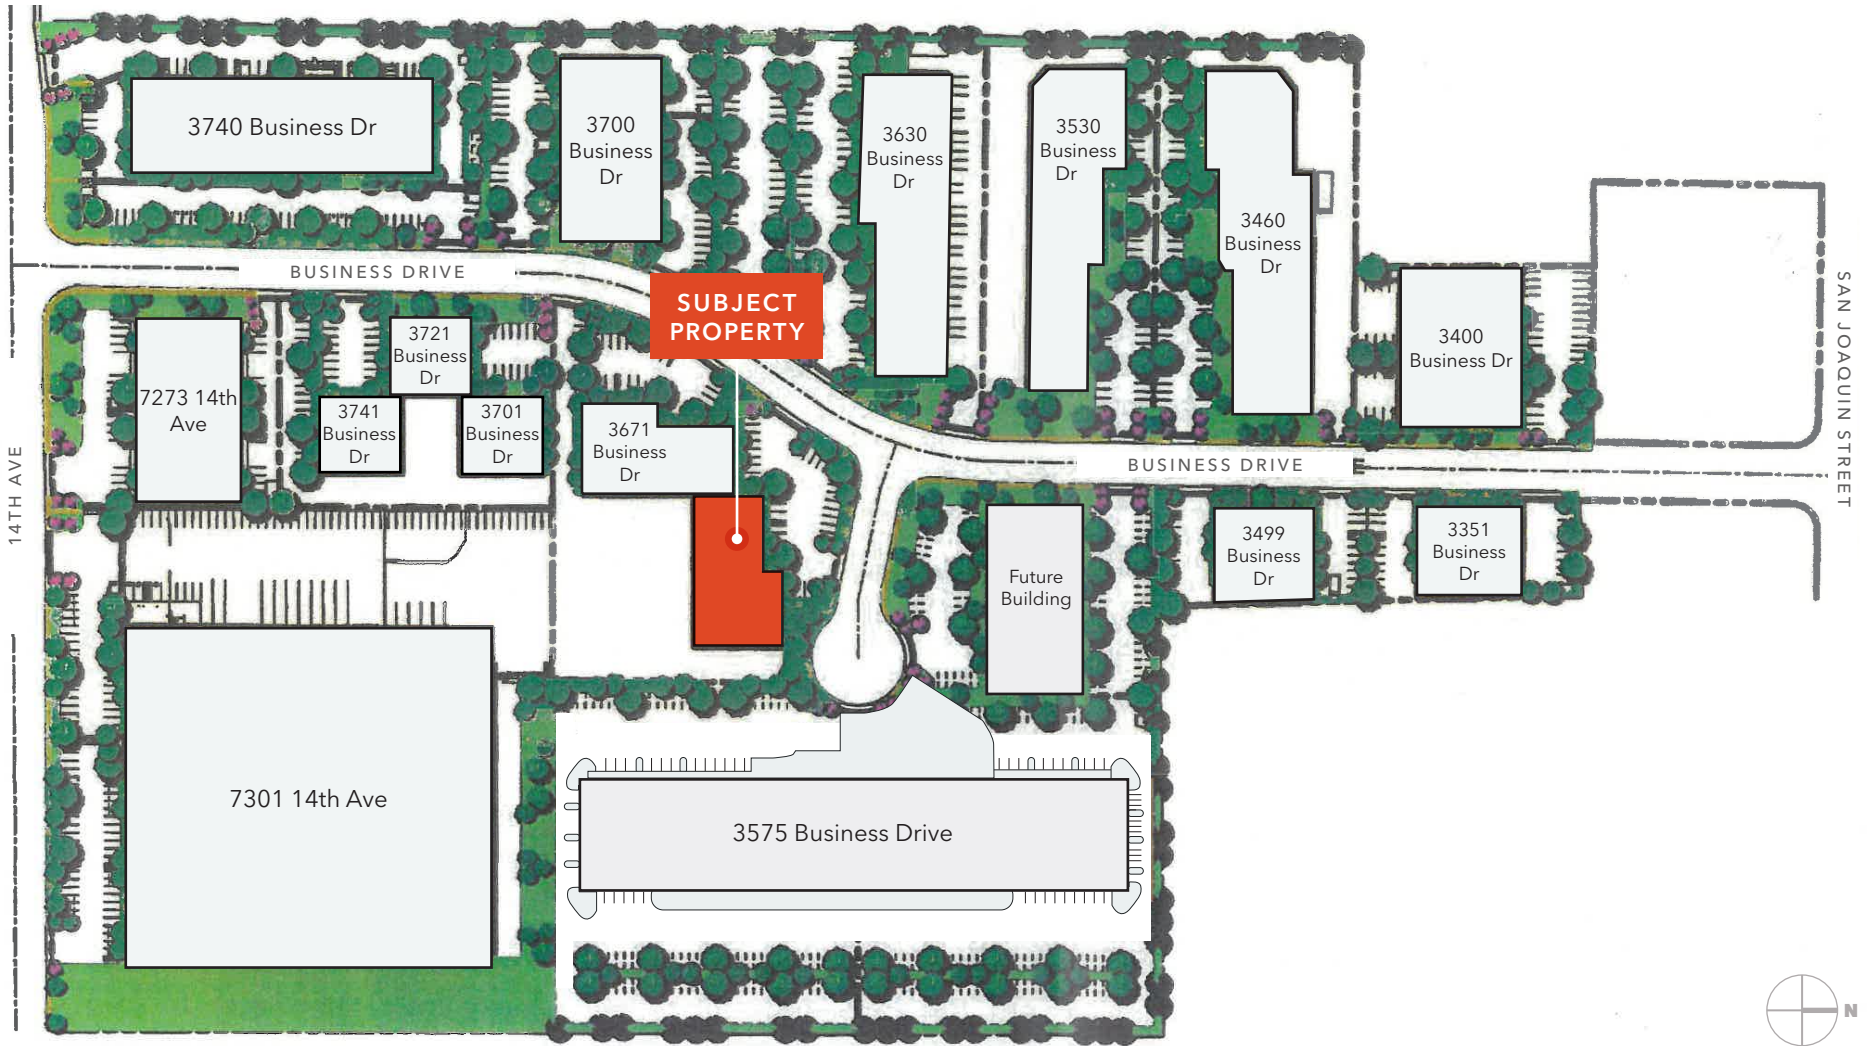 3740 Business Dr
3700
Business
Dr
3630
Business
Dr
3530
Business
Dr
3460
Business
Dr
BUSINESS DRIVE
SUBJECT
PROPERTY
3400
Business Dr
SAN JOAQUIN STREET
7273 14th
Ave
3721
Business
Dr
3741
Business
Dr
3701
Business
Dr
3671
Business
Dr
14TH AVE
BUSINESS DRIVE
Future
Building
3499
Business
Dr
3351
Business
Dr
7301 14th Ave
3575 Business Drive
N